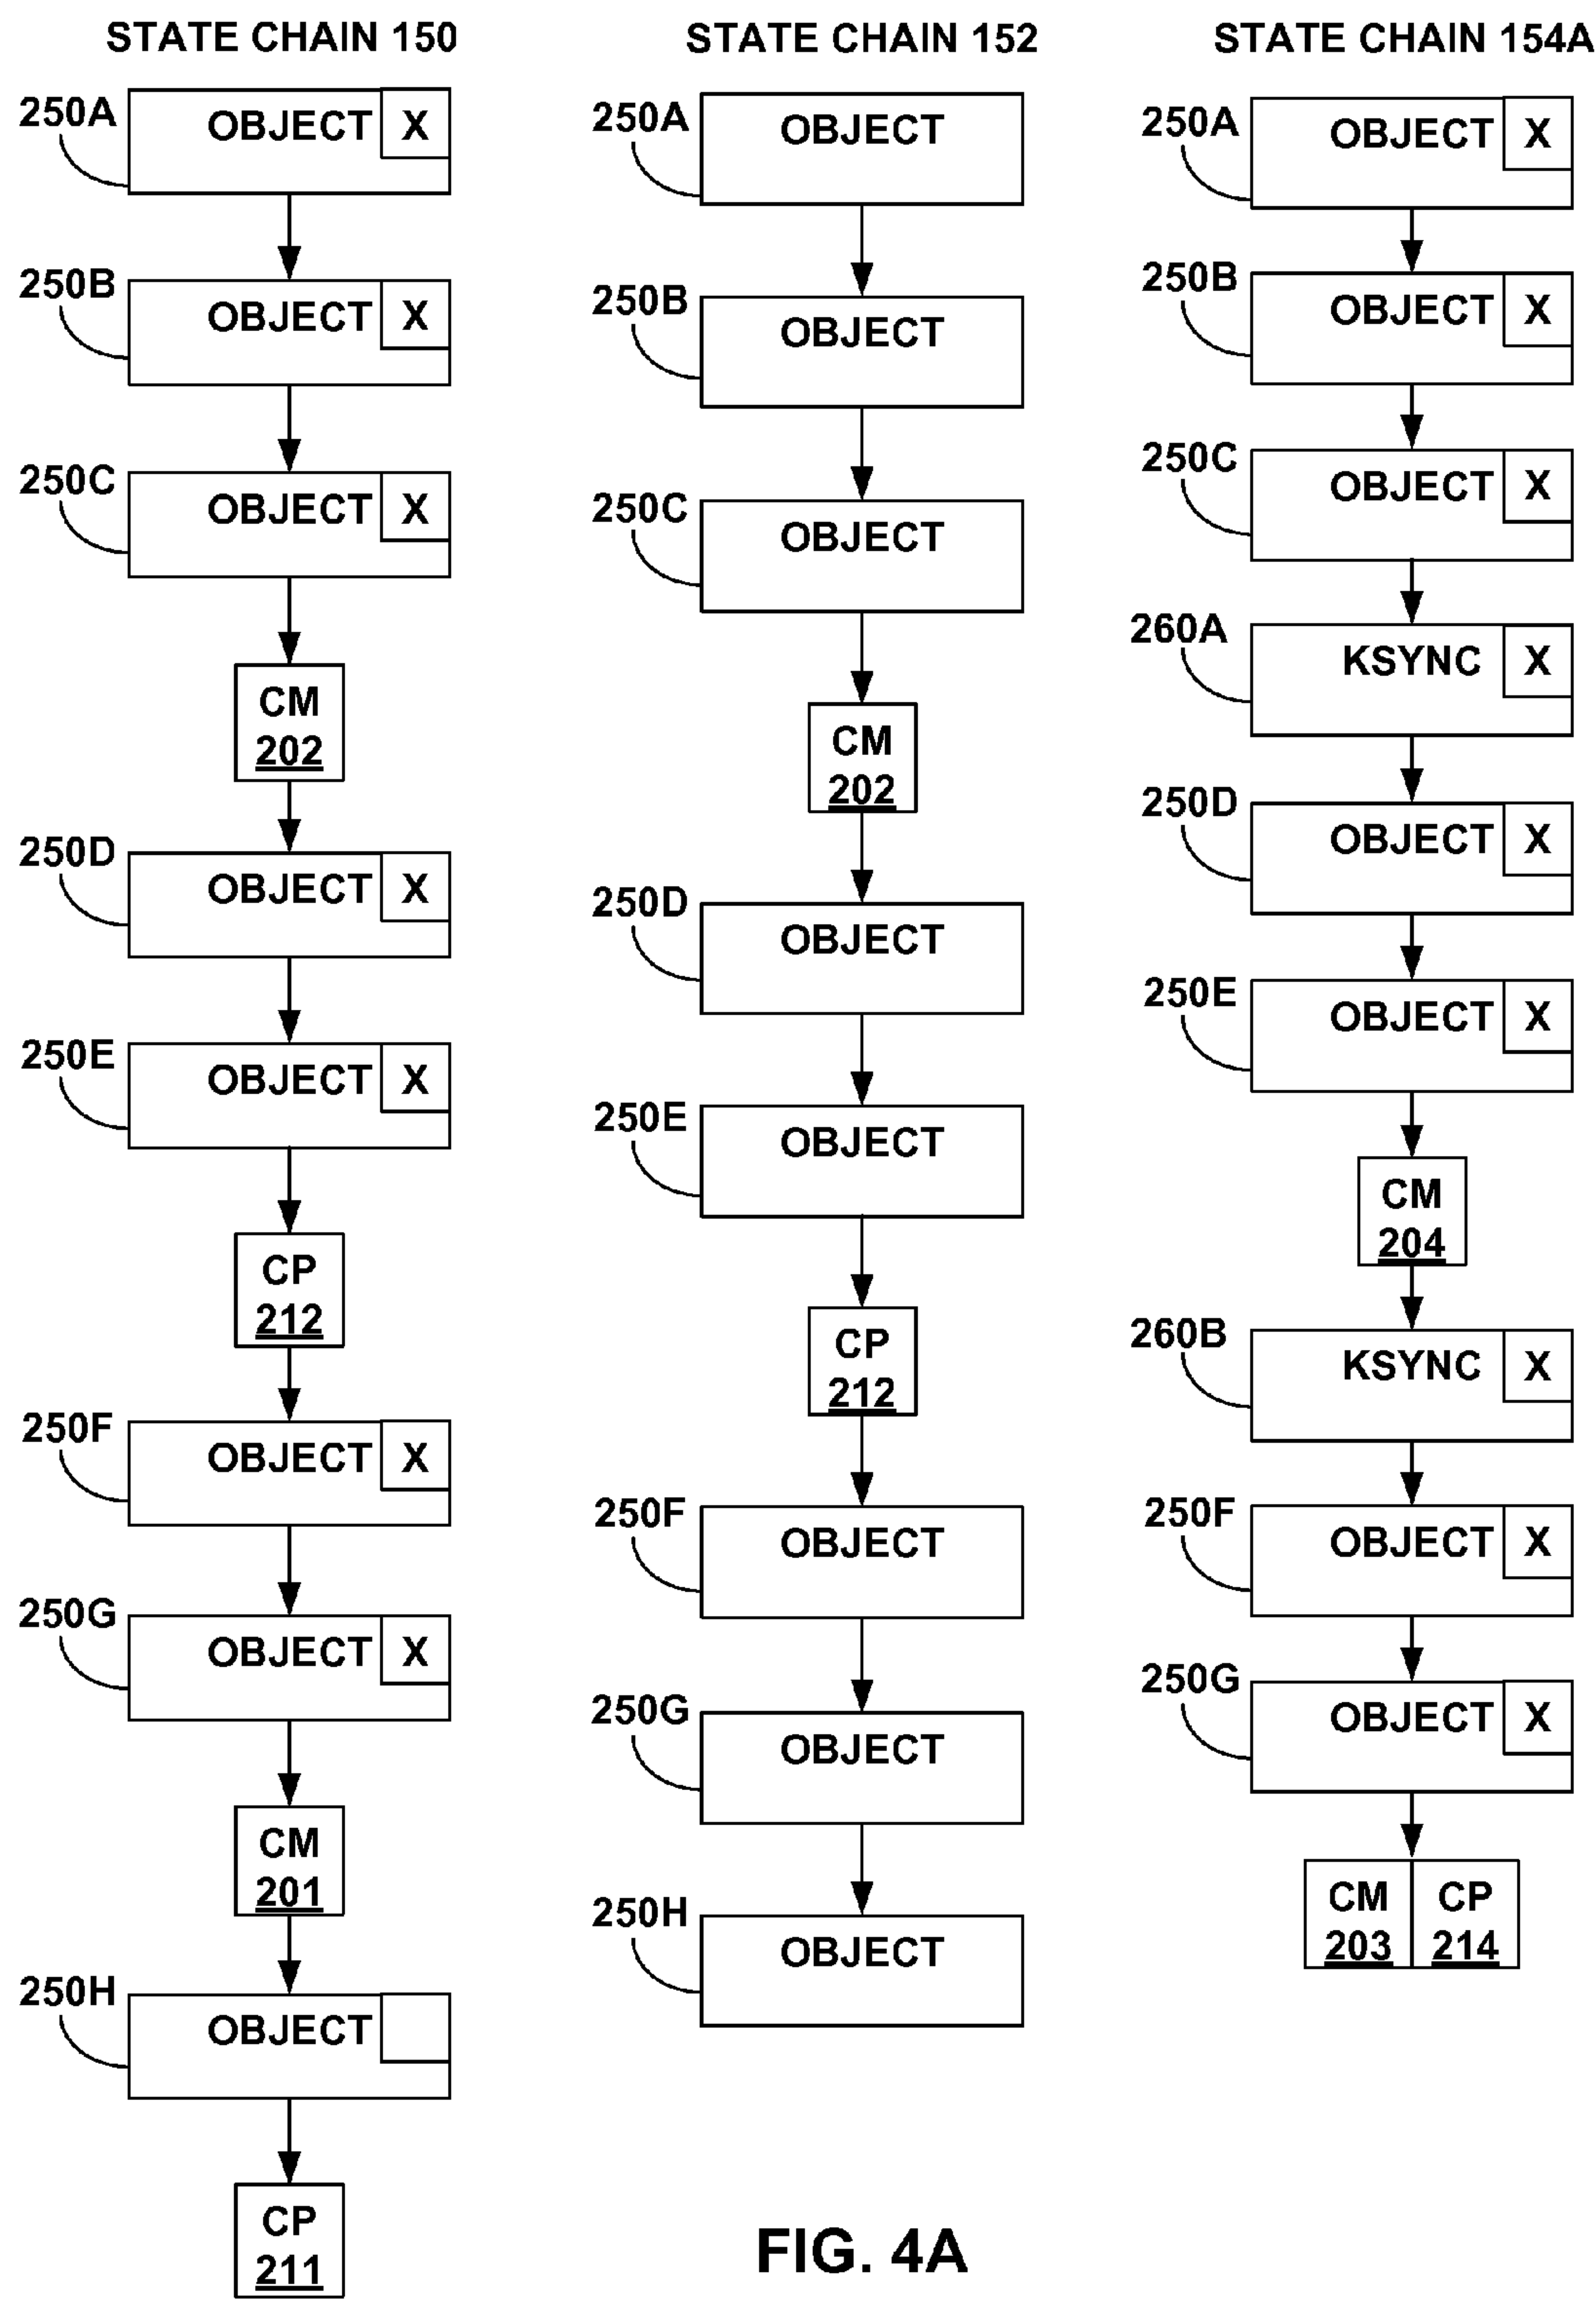 STATE CHAIN 150
250A
OBJECT X
250B
OBJECT X
250C
OBJECT X
CM
202
250D
OBJECT X
250E
OBJECT X
CP
212
250F
OBJECT X
250G
OBJECT X
CM
201
250H
OBJECT
CP
211
STATE CHAIN 152
250A
OBJECT
250B
OBJECT
250C
OBJECT
CM
202
250D
OBJECT
250E
OBJECT
CP
212
250F
OBJECT
250G
OBJECT
250H
OBJECT
STATE CHAIN 154A
250A
OBJECT X
250B
OBJECT X
250C
OBJECT X
260A
KSYNC X
250D
OBJECT X
250E
OBJECT X
CM
204
260B
KSYNC X
250F
OBJECT X
250G
OBJECT X
CM CP
203 214
FIG. 4A